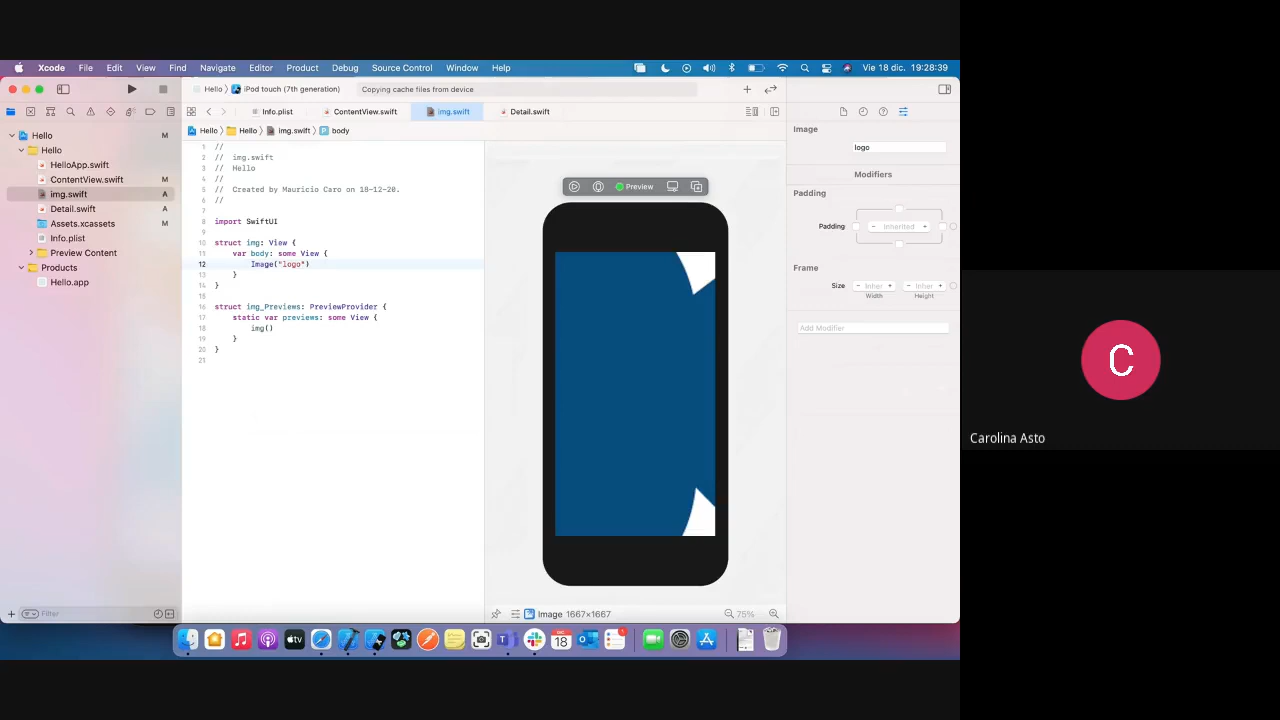 Xcode File Edit View Find Navigate Editor Product Debug Source Control Window Help Vie 18 dic. 19:28:39
Hello iPod touch (7th generation) Copying cache files from device
Info.plist ContentView.swift img.swift Detail.swift
Hello M
Hello Hello img.swift body
Hello
HelloApp.swift
ContentView.swift M
img.swift A
Detail.swift A
Assets.xcassets M
Info.plist
Preview Content
Products
Hello.app
Filter
1 //
2 // img.swift
3 // Hello
4 //
5 // Created by Mauricio Caro on 18-12-20.
6 //
7
8 import SwiftUI
9
10 struct img: View {
11 var body: some View {
12 Image("logo")
13 }
14 }
15
16 struct img_Previews: PreviewProvider {
17 static var previews: some View {
18 img()
19 }
20 }
21
Preview
Image 1667×1667 75%
Image
logo
Modifiers
Padding
Padding Inherited
Frame
Size Inher Inher
Width Height
Add Modifier
DIC
18
1
C
Carolina Asto